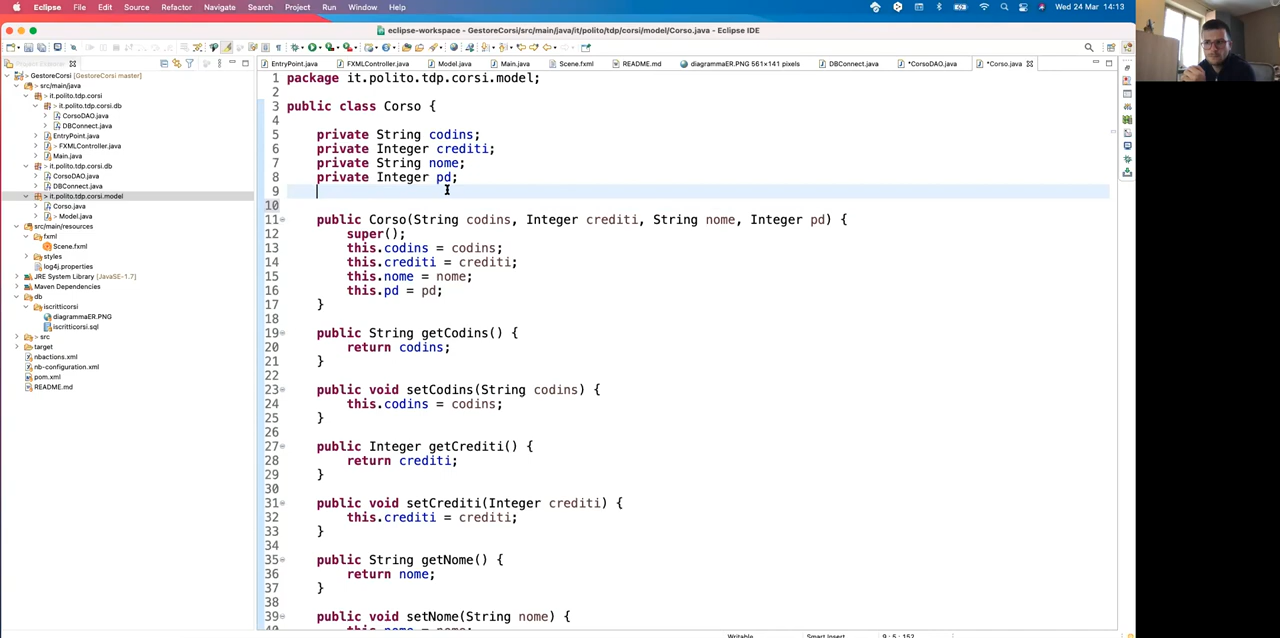 Eclipse File Edit Source Refactor Navigate Search Project Run Window Help Wed 24 Mar 14:13
eclipse-workspace - GestoreCorsi/src/main/java/it/polito/tdp/corsi/model/Corso.java - Eclipse IDE
Project Explorer
EntryPoint.java FXMLController.java Model.java Main.java Scene.fxml README.md diagrammaER.PNG 561×141 pixels DBConnect.java *CorsoDAO.java *Corso.java
GestoreCorsi [GestoreCorsi master]
src/main/java
it.polito.tdp.corsi
> it.polito.tdp.corsi.db
CorsoDAO.java
DBConnect.java
EntryPoint.java
> FXMLController.java
Main.java
it.polito.tdp.corsi.db
CorsoDAO.java
DBConnect.java
> it.polito.tdp.corsi.model
Corso.java
> Model.java
src/main/resources
fxml
Scene.fxml
styles
log4j.properties
JRE System Library [JavaSE-1.7]
Maven Dependencies
db
iscritticorsi
diagrammaER.PNG
iscritticorsi.sql
> src
target
nbactions.xml
nb-configuration.xml
pom.xml
README.md
1 package it.polito.tdp.corsi.model;
2
3 public class Corso {
4
5 private String codins;
6 private Integer crediti;
7 private String nome;
8 private Integer pd;
9
10
11 public Corso(String codins, Integer crediti, String nome, Integer pd) {
12 super();
13 this.codins = codins;
14 this.crediti = crediti;
15 this.nome = nome;
16 this.pd = pd;
17 }
18
19 public String getCodins() {
20 return codins;
21 }
22
23 public void setCodins(String codins) {
24 this.codins = codins;
25 }
26
27 public Integer getCrediti() {
28 return crediti;
29 }
30
31 public void setCrediti(Integer crediti) {
32 this.crediti = crediti;
33 }
34
35 public String getNome() {
36 return nome;
37 }
38
39 public void setNome(String nome) {
40 this.nome = nome;
Writable Smart Insert 9 : 5 : 152